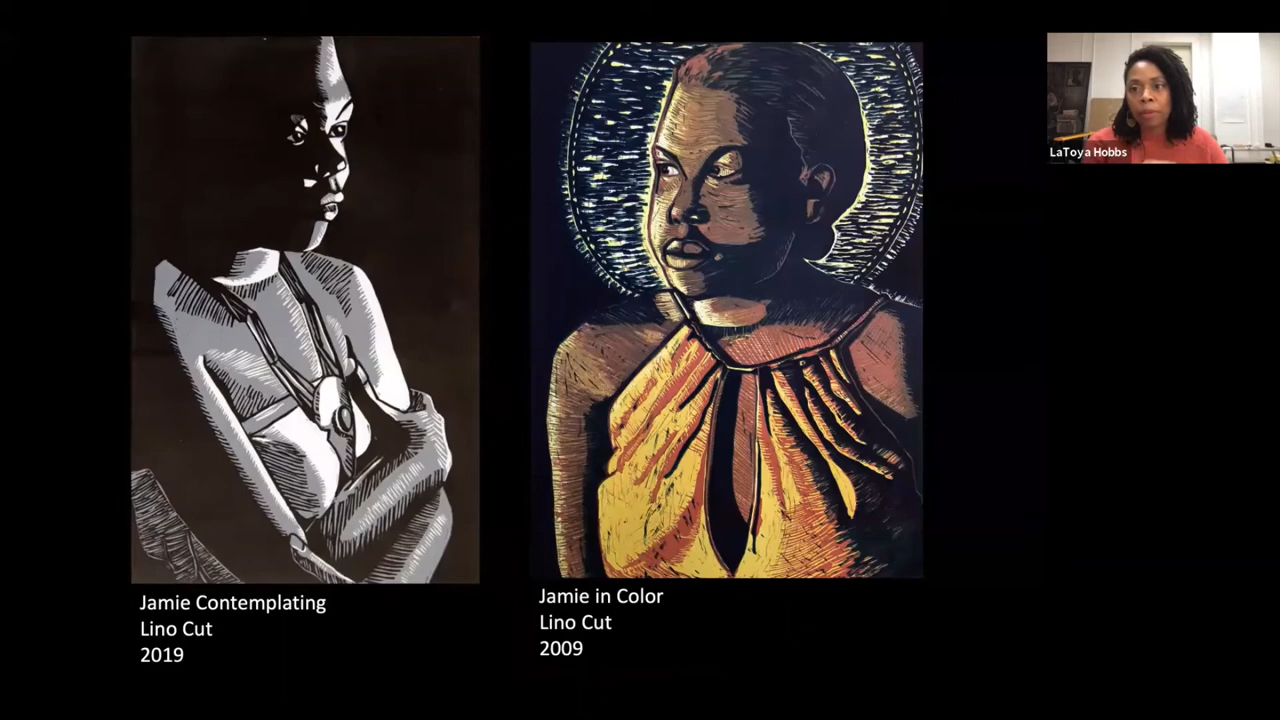 LaToya Hobbs
Jamie Contemplating
Lino Cut
2019
Jamie in Color
Lino Cut
2009